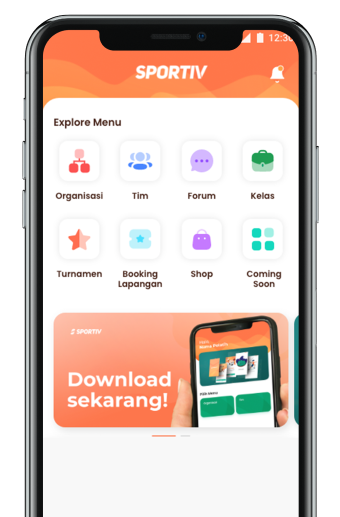 12:30
SPORTIV
Explore Menu
Organisasi Tim Forum Kelas
Turnamen Booking Lapangan Shop Coming Soon
SPORTIV
Download
sekarang!